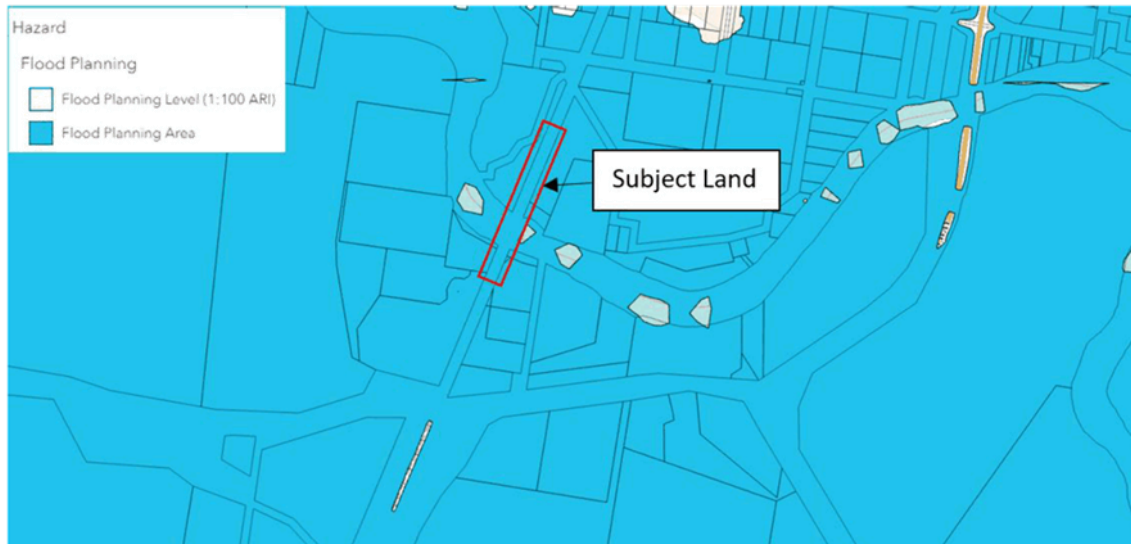 Hazard
Flood Planning
Flood Planning Level (1:100 ARI)
Flood Planning Area
Subject Land